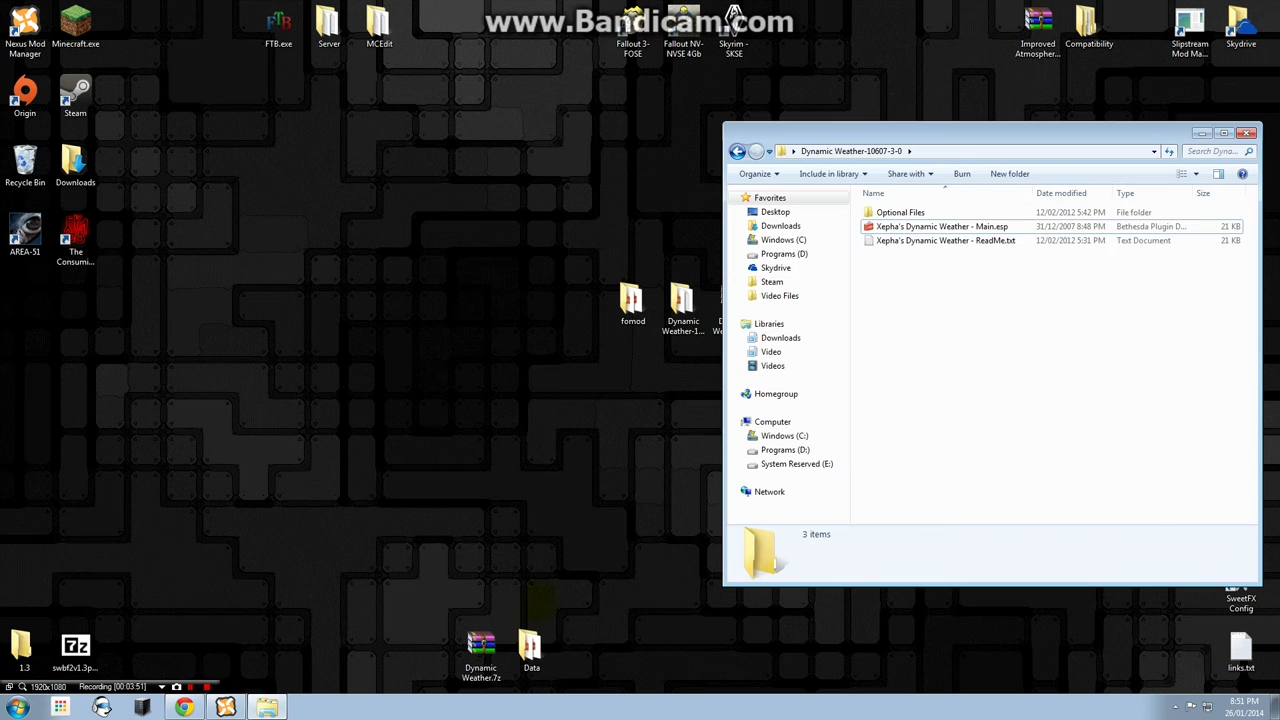 www.Bandicam.com
Nexus Mod
Manager
Minecraft.exe
FTB.exe
Server
MCEdit
Fallout 3-
FOSE
Fallout NV-
NVSE 4Gb
Skyrim -
SKSE
Improved
Atmospher...
Compatibility
Slipstream
Mod Ma...
Skydrive
Origin
Steam
Recycle Bin
Downloads
AREA-51
The
Consumi...
fomod
Dynamic
Weather-1...
Dynamic Weather-10607-3-0
Search Dyna...
Organize
Include in library
Share with
Burn
New folder
Name
Date modified
Type
Size
Favorites
Desktop
Downloads
Windows (C)
Programs (D)
Skydrive
Steam
Video Files
Libraries
Downloads
Video
Videos
Homegroup
Computer
Windows (C:)
Programs (D:)
System Reserved (E:)
Network
Optional Files 12/02/2012 5:42 PM File folder
Xepha's Dynamic Weather - Main.esp 31/12/2007 8:48 PM Bethesda Plugin D... 21 KB
Xepha's Dynamic Weather - ReadMe.txt 12/02/2012 5:31 PM Text Document 21 KB
3 items
SweetFX
Config
1.3
7z
swbf2v1.3p...
Dynamic
Weather.7z
Data
links.txt
1920x1080
Recording [00:03:51]
8:51 PM
26/01/2014